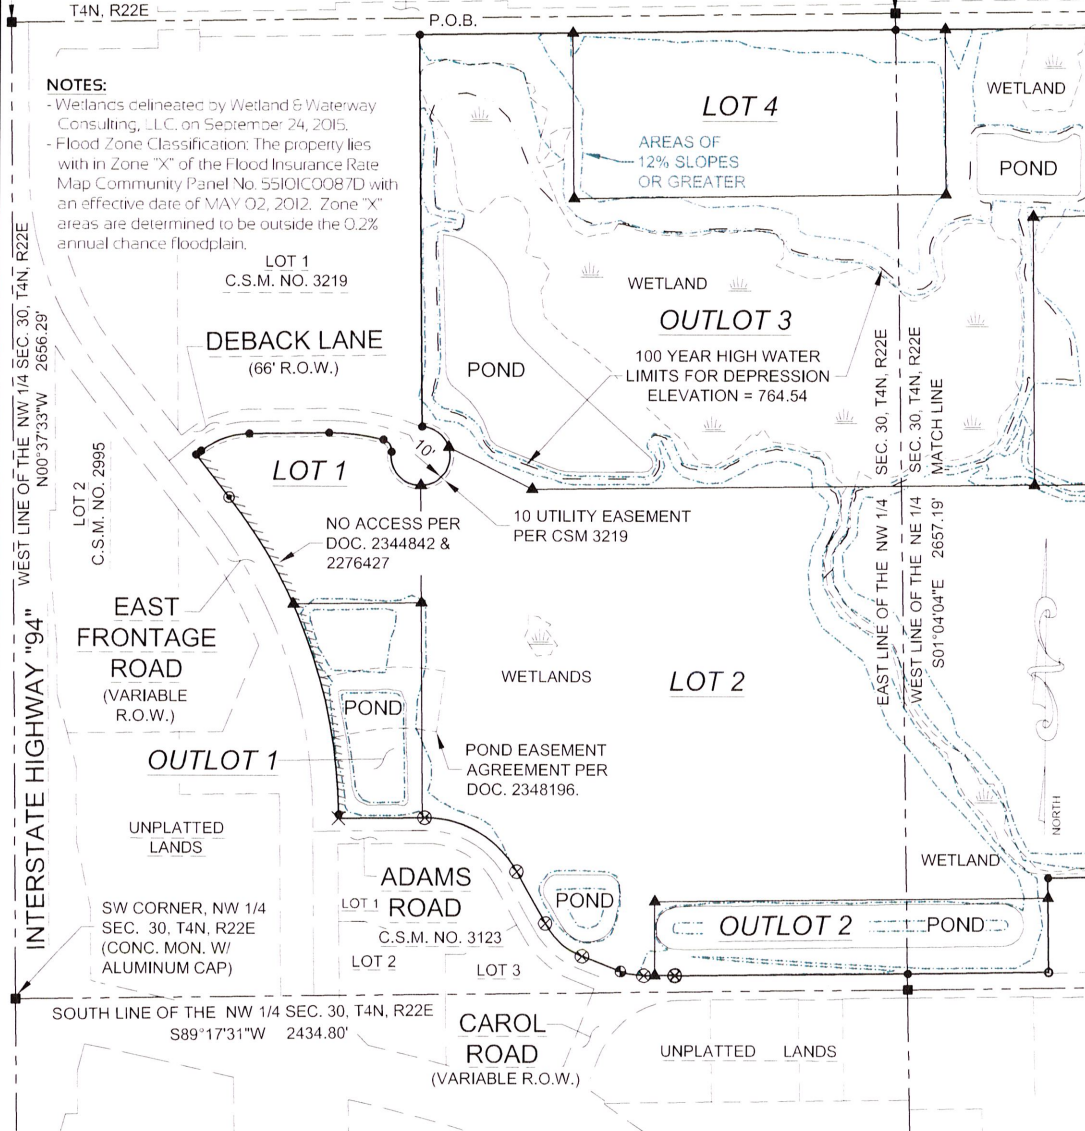 T4N, R22E
P.O.B.
NOTES:
- Wetlands delineated by Wetland & Waterway
Consulting, LLC. on September 24, 2015.
- Flood Zone Classification: The property lies
with in Zone "X" of the Flood Insurance Rate
Map Community Panel No. 55101C0087D with
an effective date of MAY 02, 2012. Zone "X"
areas are determined to be outside the 0.2%
annual chance floodplain.
LOT 4
AREAS OF
12% SLOPES
OR GREATER
WETLAND
POND
LOT 1
C.S.M. NO. 3219
WETLAND
OUTLOT 3
100 YEAR HIGH WATER
LIMITS FOR DEPRESSION
ELEVATION = 764.54
DEBACK LANE
(66' R.O.W.)
POND
WEST LINE OF THE NW 1/4 SEC. 30, T4N, R22E
N00°37'33"W 2656.29'
LOT 2
C.S.M. NO. 2995
LOT 1
10'
NO ACCESS PER
DOC. 2344842 &
2276427
10 UTILITY EASEMENT
PER CSM 3219
EAST LINE OF THE NW 1/4 SEC. 30, T4N, R22E
WEST LINE OF THE NE 1/4 SEC. 30, T4N, R22E
S01°04'04"E 2657.19'
MATCH LINE
EAST
FRONTAGE
ROAD
(VARIABLE
R.O.W.)
WETLANDS
LOT 2
POND
OUTLOT 1
POND EASEMENT
AGREEMENT PER
DOC. 2348196.
INTERSTATE HIGHWAY "94"
UNPLATTED
LANDS
NORTH
WETLAND
ADAMS
ROAD
LOT 1
C.S.M. NO. 3123
LOT 2
LOT 3
POND
OUTLOT 2
POND
SW CORNER, NW 1/4
SEC. 30, T4N, R22E
(CONC. MON. W/
ALUMINUM CAP)
SOUTH LINE OF THE NW 1/4 SEC. 30, T4N, R22E
S89°17'31"W 2434.80'
CAROL
ROAD
(VARIABLE R.O.W.)
UNPLATTED LANDS